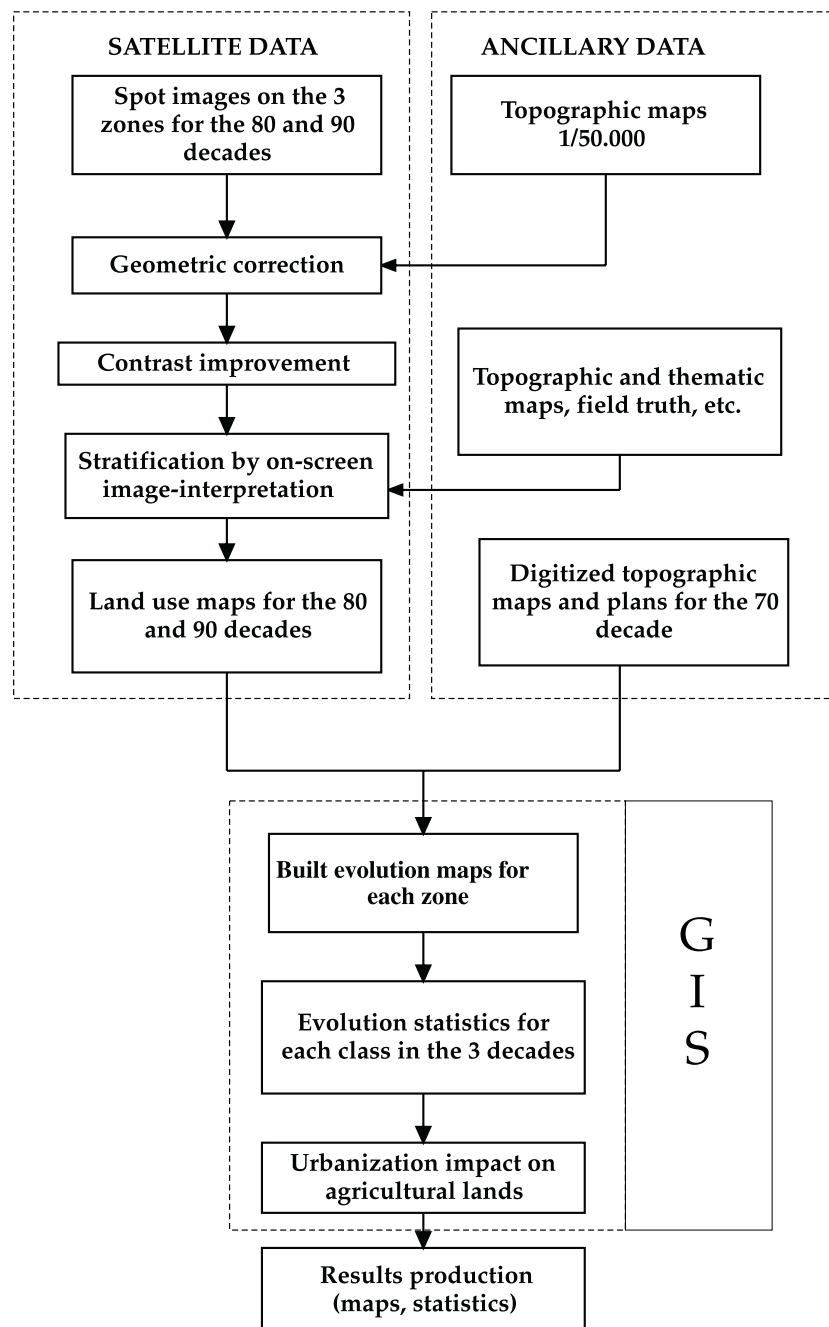 SATELLITE DATA
Spot images on the 3
zones for the 80 and 90
decades
Geometric correction
Contrast improvement
Stratification by on-screen
image-interpretation
Land use maps for the 80
and 90 decades
ANCILLARY DATA
Topographic maps
1/50.000
Topographic and thematic
maps, field truth, etc.
Digitized topographic
maps and plans for the 70
decade
Built evolution maps for
each zone
Evolution statistics for
each class in the 3 decades
Urbanization impact on
agricultural lands
G
I
S
Results production
(maps, statistics)